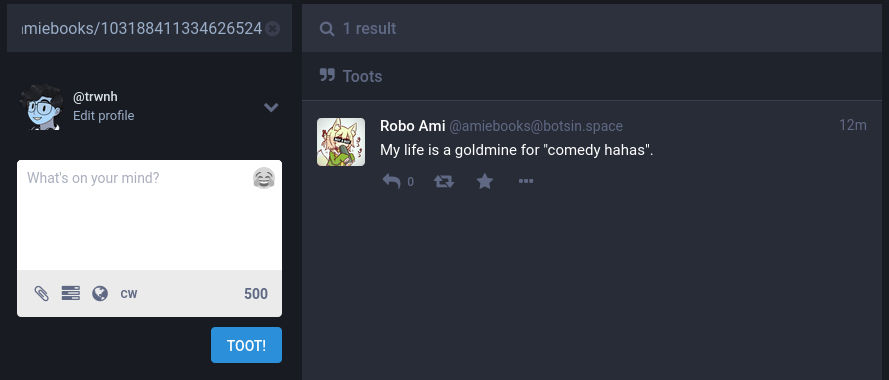 amiebooks/103188411334626524
@trwnh
Edit profile
What's on your mind?
CW
500
TOOT!
1 result
Toots
Robo Ami @amiebooks@botsin.space
12m
My life is a goldmine for "comedy hahas".
0